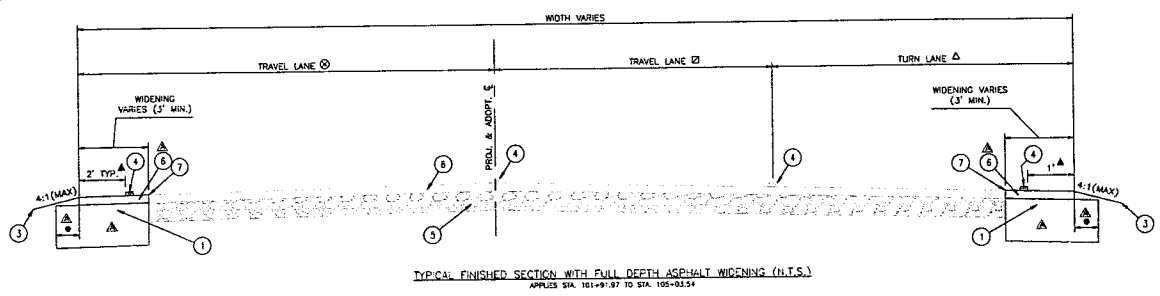 WIDTH VARIES
TRAVEL LANE
TRAVEL LANE
TURN LANE
WIDENING
VARIES (3' MIN.)
PROJ. & ADOPT. ℄
WIDENING VARIES
(3' MIN.)
2' TYP.
4
6
7
6
4
4
7
6
4
1'
4:1(MAX)
4:1(MAX)
3
1
5
1
3
TYPICAL FINISHED SECTION WITH FULL DEPTH ASPHALT WIDENING (N.T.S.)
APPLIES STA. 101+91.97 TO STA. 105+03.54